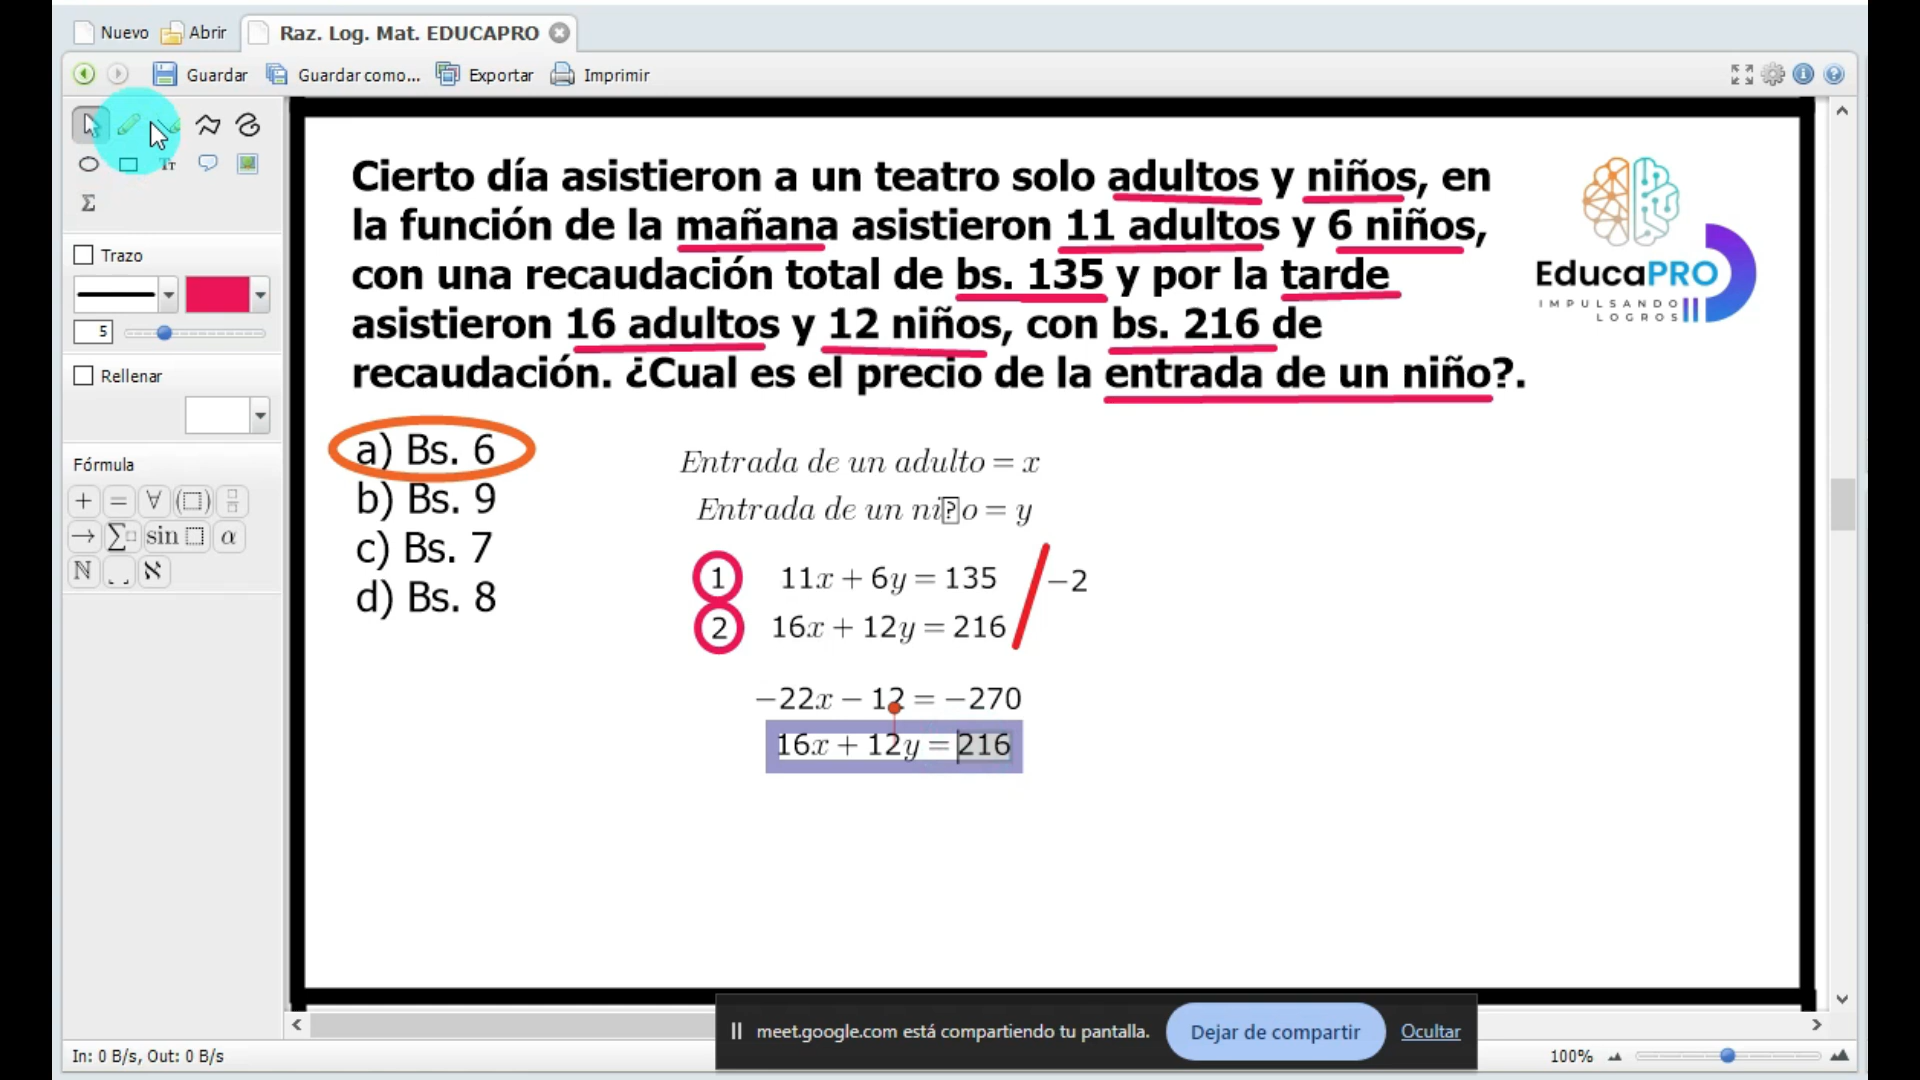 Nuevo Abrir Raz. Log. Mat. EDUCAPRO
Guardar Guardar como... Exportar Imprimir
Tт
Σ
Trazo
5
Rellenar
Fórmula
+ = ∀
→ ∑ sin α
ℕ ℵ
Cierto día asistieron a un teatro solo adultos y niños, en
la función de la mañana asistieron 11 adultos y 6 niños,
con una recaudación total de bs. 135 y por la tarde
asistieron 16 adultos y 12 niños, con bs. 216 de
recaudación. ¿Cual es el precio de la entrada de un niño?.
EducaPRO
IMPULSANDO
LOGROS
a) Bs. 6
b) Bs. 9
c) Bs. 7
d) Bs. 8
Entrada de un adulto = x
Entrada de un ni?o = y
1 11x + 6y = 135
2 16x + 12y = 216
−2
−22x − 12 = −270
16x + 12y = 216
meet.google.com está compartiendo tu pantalla. Dejar de compartir Ocultar
In: 0 B/s, Out: 0 B/s 100%